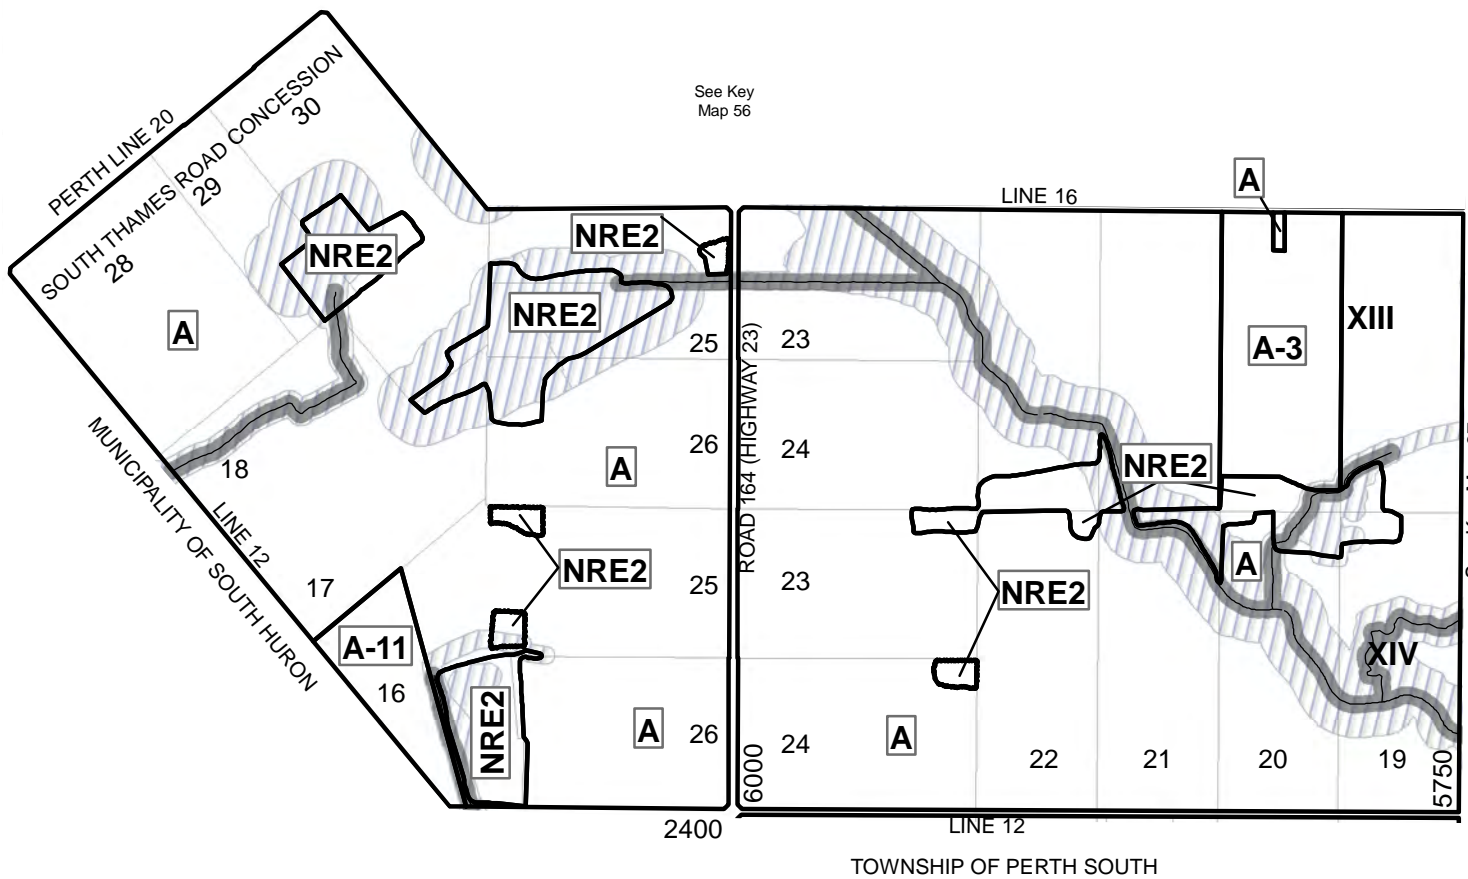 See Key
Map 56
PERTH LINE 20
SOUTH THAMES ROAD CONCESSION
30
29
28
A
LINE 16
NRE2
NRE2
NRE2
A
XIII
A-3
25
23
ROAD 164 (HIGHWAY 23)
A
26
24
NRE2
18
MUNICIPALITY OF SOUTH HURON
LINE 12
NRE2
A
25
23
NRE2
17
A-11
16
XIV
NRE2
A
26
24
A
22
21
20
19
6000
5750
2400
LINE 12
TOWNSHIP OF PERTH SOUTH